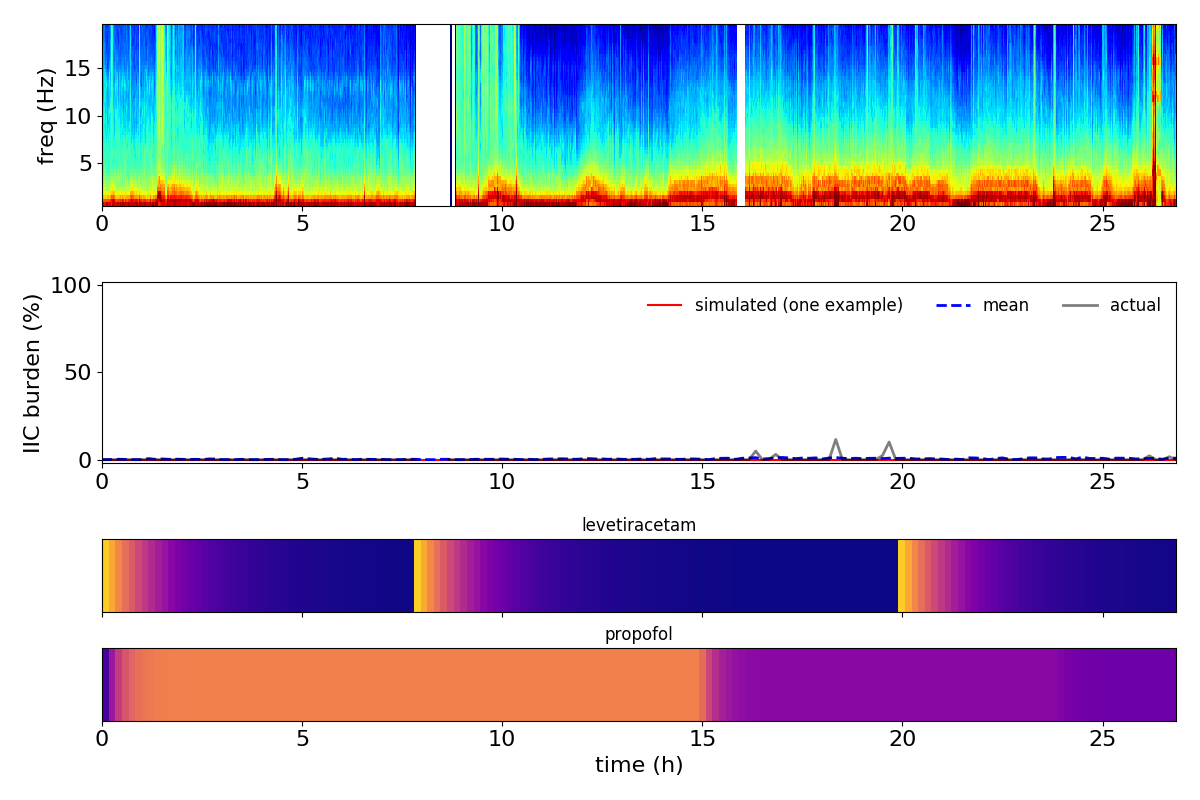 freq (Hz)
15
10
5
0 5 10 15 20 25
IIC burden (%)
100
50
0
simulated (one example) mean actual
0 5 10 15 20 25
levetiracetam
propofol
0 5 10 15 20 25
time (h)